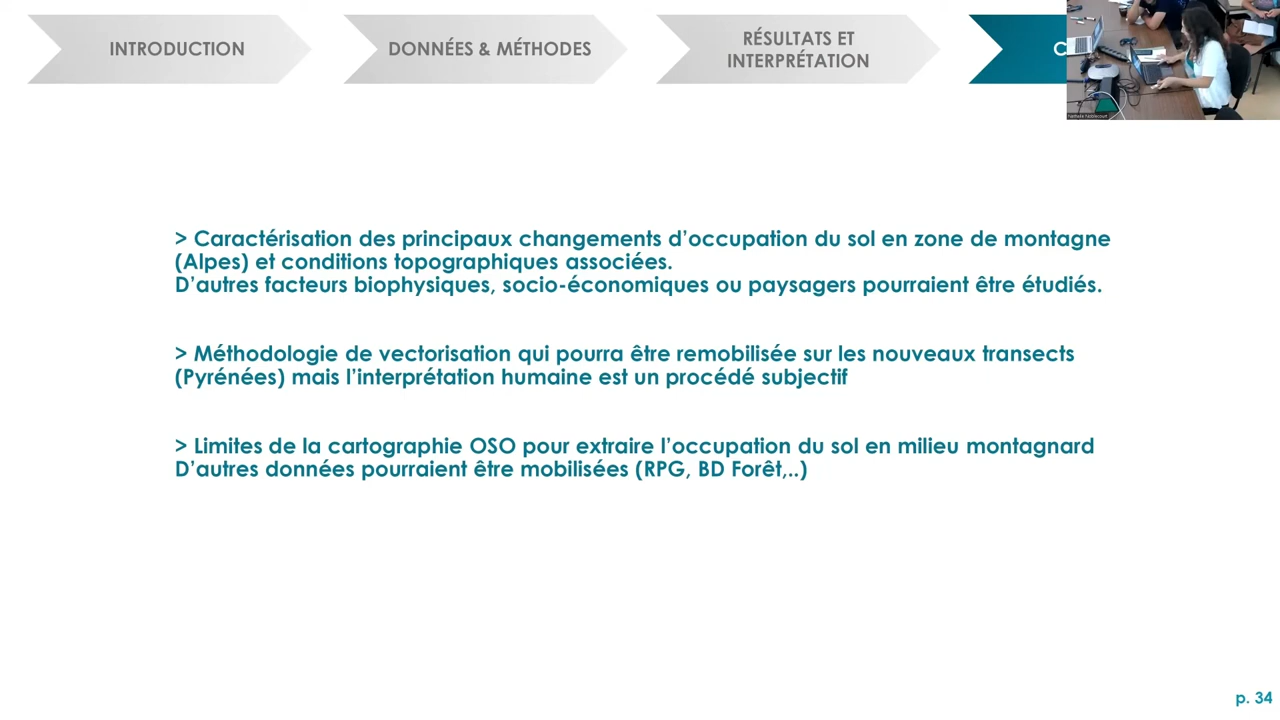 INTRODUCTION
DONNÉES & MÉTHODES
RÉSULTATS ET
INTERPRÉTATION
C
> Caractérisation des principaux changements d’occupation du sol en zone de montagne
(Alpes) et conditions topographiques associées.
D’autres facteurs biophysiques, socio-économiques ou paysagers pourraient être étudiés.
> Méthodologie de vectorisation qui pourra être remobilisée sur les nouveaux transects
(Pyrénées) mais l’interprétation humaine est un procédé subjectif
> Limites de la cartographie OSO pour extraire l’occupation du sol en milieu montagnard
D’autres données pourraient être mobilisées (RPG, BD Forêt,..)
p. 34